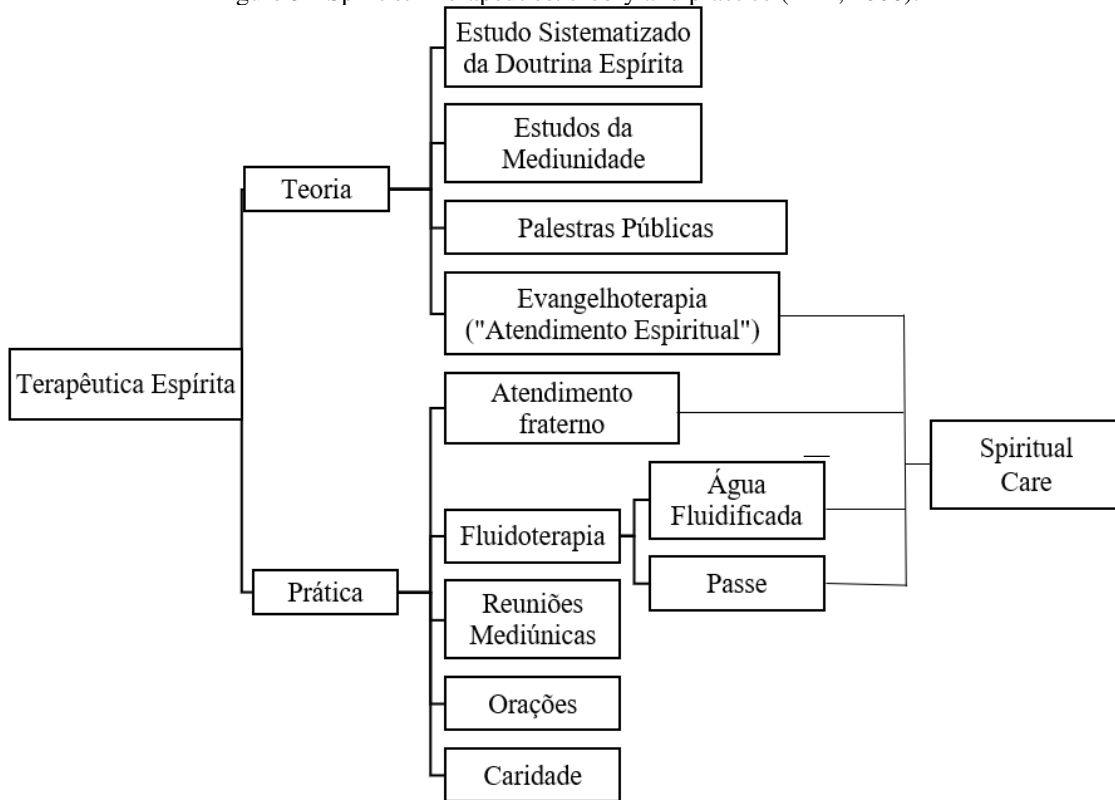 Estudo Sistematizado
da Doutrina Espírita
Estudos da
Mediunidade
Teoria
Palestras Públicas
Evangelhoterapia
("Atendimento Espiritual")
Terapêutica Espírita
Atendimento
fraterno
Spiritual
Care
Água
Fluidificada
Fluidoterapia
Passe
Prática
Reuniões
Mediúnicas
Orações
Caridade